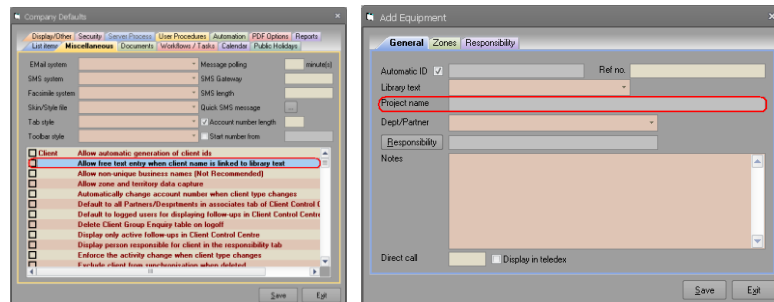 Company Defaults
Display/Other Security Server Process User Procedures Automation PDF Options Reports
List items Miscellaneous Documents Workflows / Tasks Calendar Public Holidays
EMail system
Message polling minute(s)
SMS system
SMS Gateway
Facsimile system
SMS length
Skin/Style file
Quick SMS message ...
Tab style
Account number length
Toolbar style
Start number from
Client Allow automatic generation of client ids
Allow free text entry when client name is linked to library text
Allow non-unique business names (Not Recommended)
Allow zone and territory data capture
Automatically change account number when client type changes
Default to all Partners/Desprtments in associates tab of Client Control C
Default to logged users for displaying follow-ups in Client Control Centre
Delete Client Group Enquiry table on logoff
Display only active follow-ups in Client Control Centre
Display person responsible for client in the responsibility tab
Enforce the activity change when client type changes
Exclude client from synchronisation when deleted
Save Exit
Add Equipment
General Zones Responsibility
Automatic ID Ref no.
Library text
Project name
Dept/Partner
Responsibility
Notes
Direct call Display in teledex
Save Exit